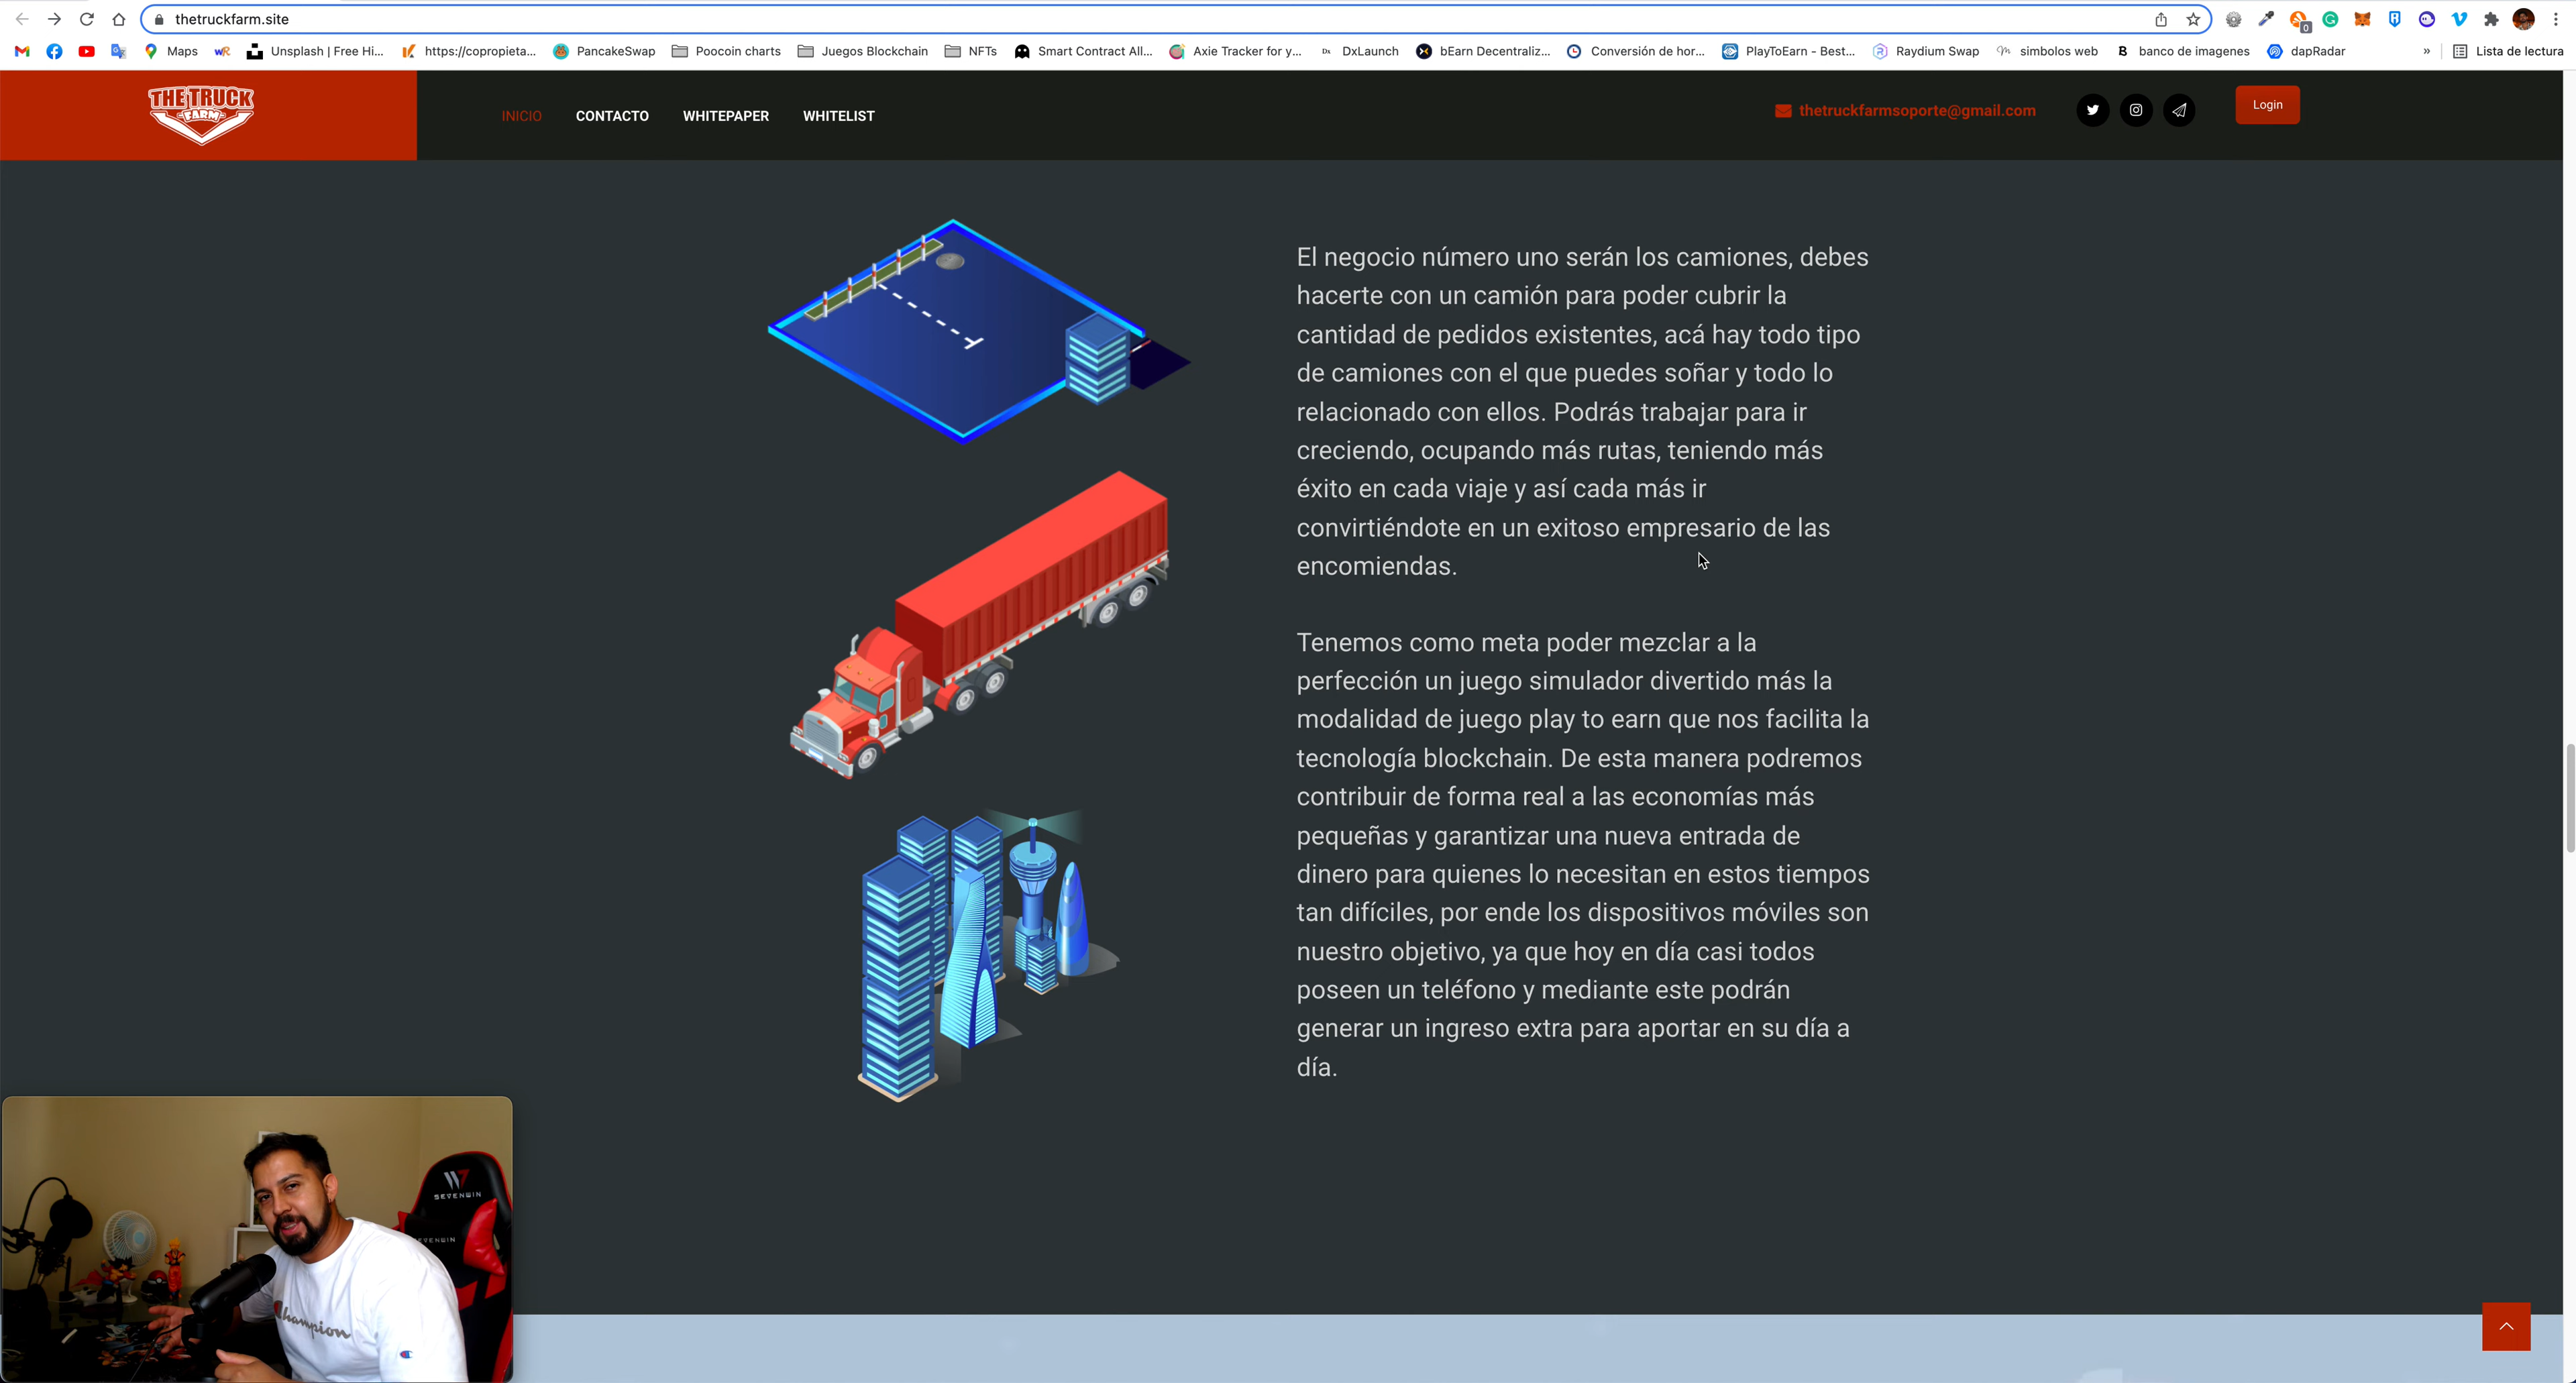 thetruckfarm.site
Maps
wR
Unsplash | Free Hi...
https://copropieta...
PancakeSwap
Poocoin charts
Juegos Blockchain
NFTs
Smart Contract All...
Axie Tracker for y...
Dx
DxLaunch
bEarn Decentraliz...
Conversión de hor...
PlayToEarn - Best...
Raydium Swap
simbolos web
banco de imagenes
dapRadar
»
Lista de lectura
THE TRUCK
FARM
INICIO
CONTACTO
WHITEPAPER
WHITELIST
thetruckfarmsoporte@gmail.com
Login
El negocio número uno serán los camiones, debes
hacerte con un camión para poder cubrir la
cantidad de pedidos existentes, acá hay todo tipo
de camiones con el que puedes soñar y todo lo
relacionado con ellos. Podrás trabajar para ir
creciendo, ocupando más rutas, teniendo más
éxito en cada viaje y así cada más ir
convirtiéndote en un exitoso empresario de las
encomiendas.
Tenemos como meta poder mezclar a la
perfección un juego simulador divertido más la
modalidad de juego play to earn que nos facilita la
tecnología blockchain. De esta manera podremos
contribuir de forma real a las economías más
pequeñas y garantizar una nueva entrada de
dinero para quienes lo necesitan en estos tiempos
tan difíciles, por ende los dispositivos móviles son
nuestro objetivo, ya que hoy en día casi todos
poseen un teléfono y mediante este podrán
generar un ingreso extra para aportar en su día a
día.
SEVENWIN
SEVENWIN
Champion